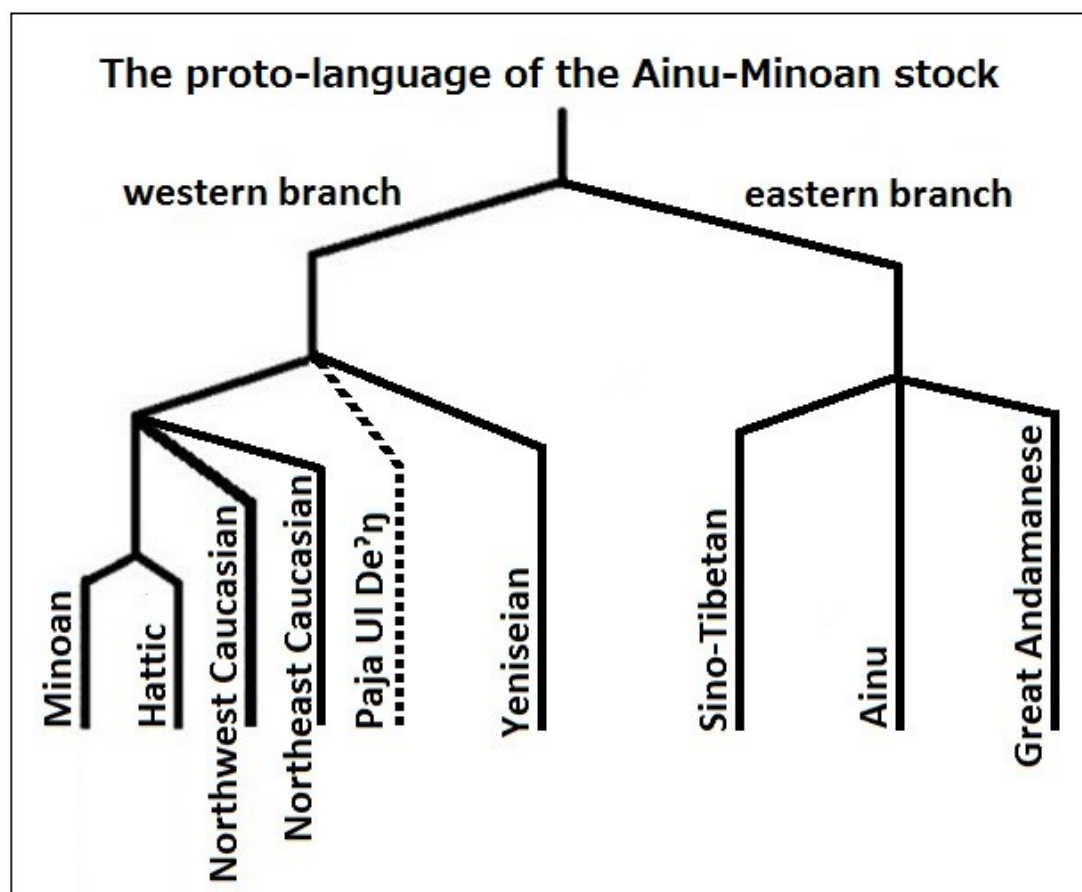 The proto-language of the Ainu-Minoan stock
western branch
eastern branch
Minoan
Hattic
Northwest Caucasian
Northeast Caucasian
Paja Ul Deˀŋ
Yeniseian
Sino-Tibetan
Ainu
Great Andamanese